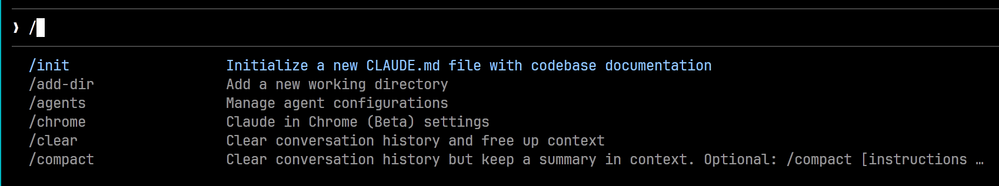 ❯ /
/init Initialize a new CLAUDE.md file with codebase documentation
/add-dir Add a new working directory
/agents Manage agent configurations
/chrome Claude in Chrome (Beta) settings
/clear Clear conversation history and free up context
/compact Clear conversation history but keep a summary in context. Optional: /compact [instructions …